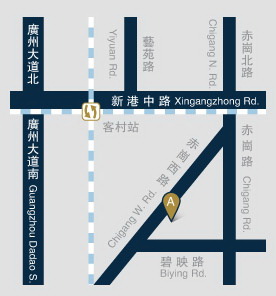 廣州大道北
Yiyuan Rd.
藝苑路
Chigang N. Rd.
赤崗北路
新港中路 Xingangzhong Rd.
客村站
廣州大道南 Guangzhou Dadao S.
赤崗西路
Chigang W. Rd.
赤崗路
Chigang Rd.
A
碧映路
Biying Rd.